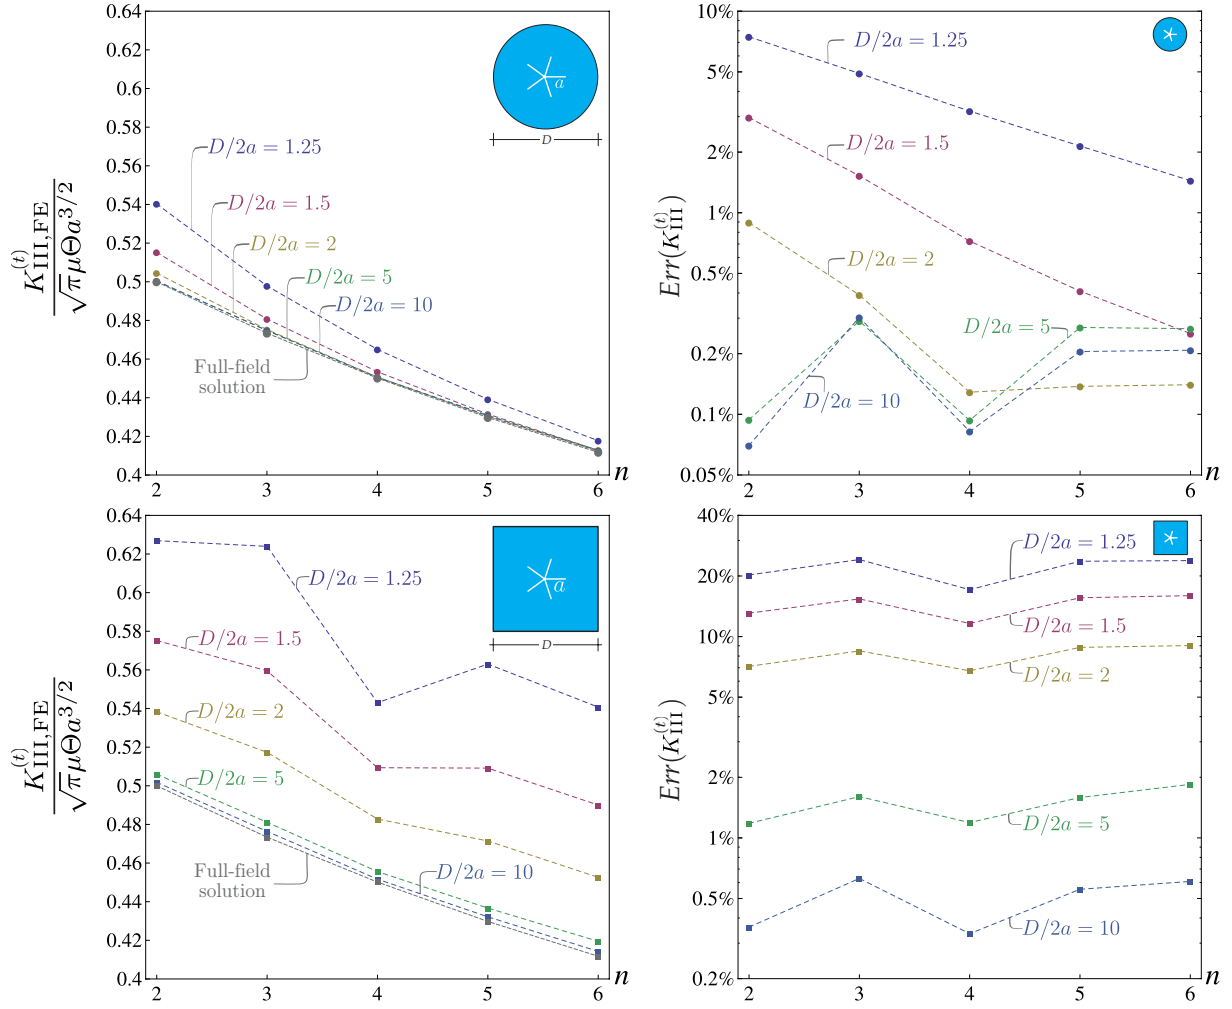 0.64
0.62
0.6
0.58
0.56
0.54
0.52
0.5
0.48
0.46
0.44
0.42
0.4
2 3 4 5 6 n
K_{III,FE}^{(t)}
√πμΘa^{3/2}
D/2a = 1.25
D/2a = 1.5
D/2a = 2
D/2a = 5
D/2a = 10
Full-field
solution
a
D
10%
5%
2%
1%
0.5%
0.2%
0.1%
0.05%
2 3 4 5 6 n
Err(K_{III}^{(t)})
D/2a = 1.25
D/2a = 1.5
D/2a = 2
D/2a = 5
D/2a = 10
0.64
0.62
0.6
0.58
0.56
0.54
0.52
0.5
0.48
0.46
0.44
0.42
0.4
2 3 4 5 6 n
K_{III,FE}^{(t)}
√πμΘa^{3/2}
D/2a = 1.25
D/2a = 1.5
D/2a = 2
D/2a = 5
D/2a = 10
Full-field
solution
a
D
40%
20%
10%
5%
2%
1%
0.5%
0.2%
2 3 4 5 6 n
Err(K_{III}^{(t)})
D/2a = 1.25
D/2a = 1.5
D/2a = 2
D/2a = 5
D/2a = 10